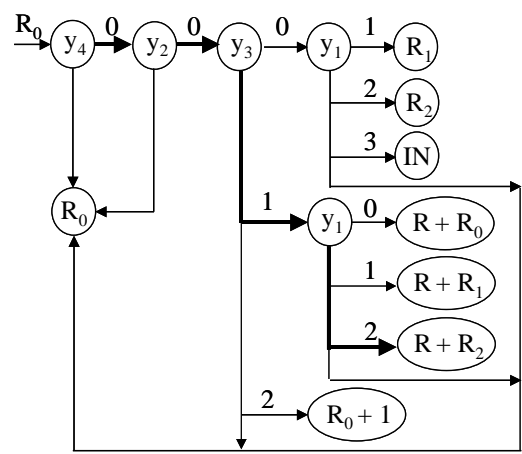 R₀ y₄ 0 y₂ 0 y₃ 0 y₁ 1 R₁
2 R₂
3 IN
R₀ 1 y₁ 0 R + R₀
1 R + R₁
2 R + R₂
2 R₀ + 1